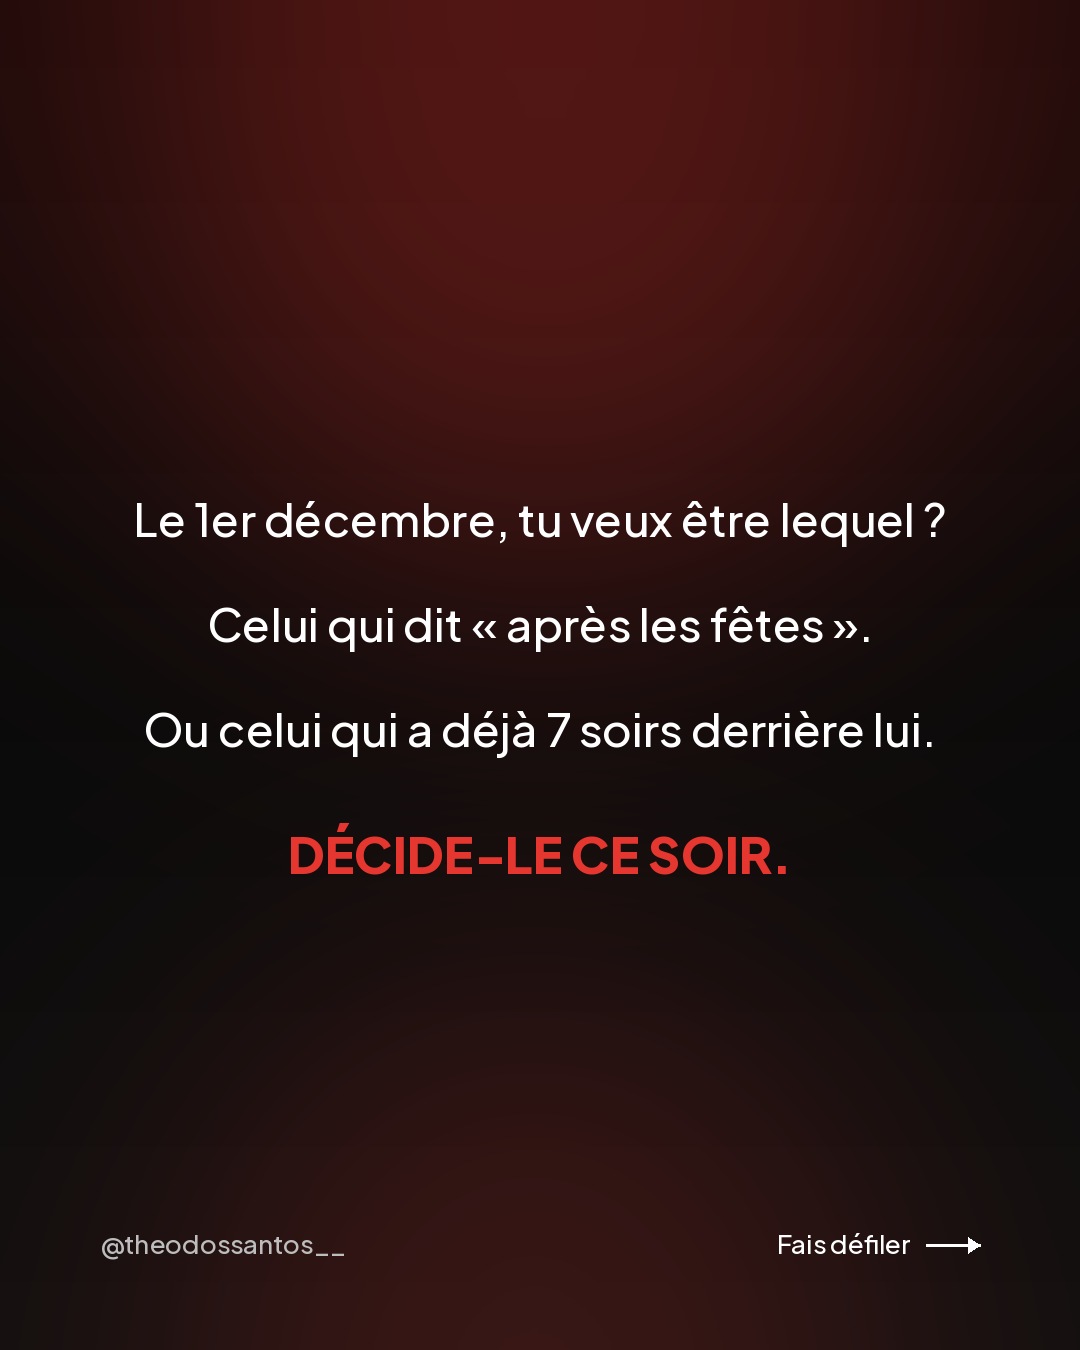 Le 1er décembre, tu veux être lequel ?
Celui qui dit « après les fêtes ».
Ou celui qui a déjà 7 soirs derrière lui.
DÉCIDE-LE CE SOIR.
@theodossantos__
Fais défiler